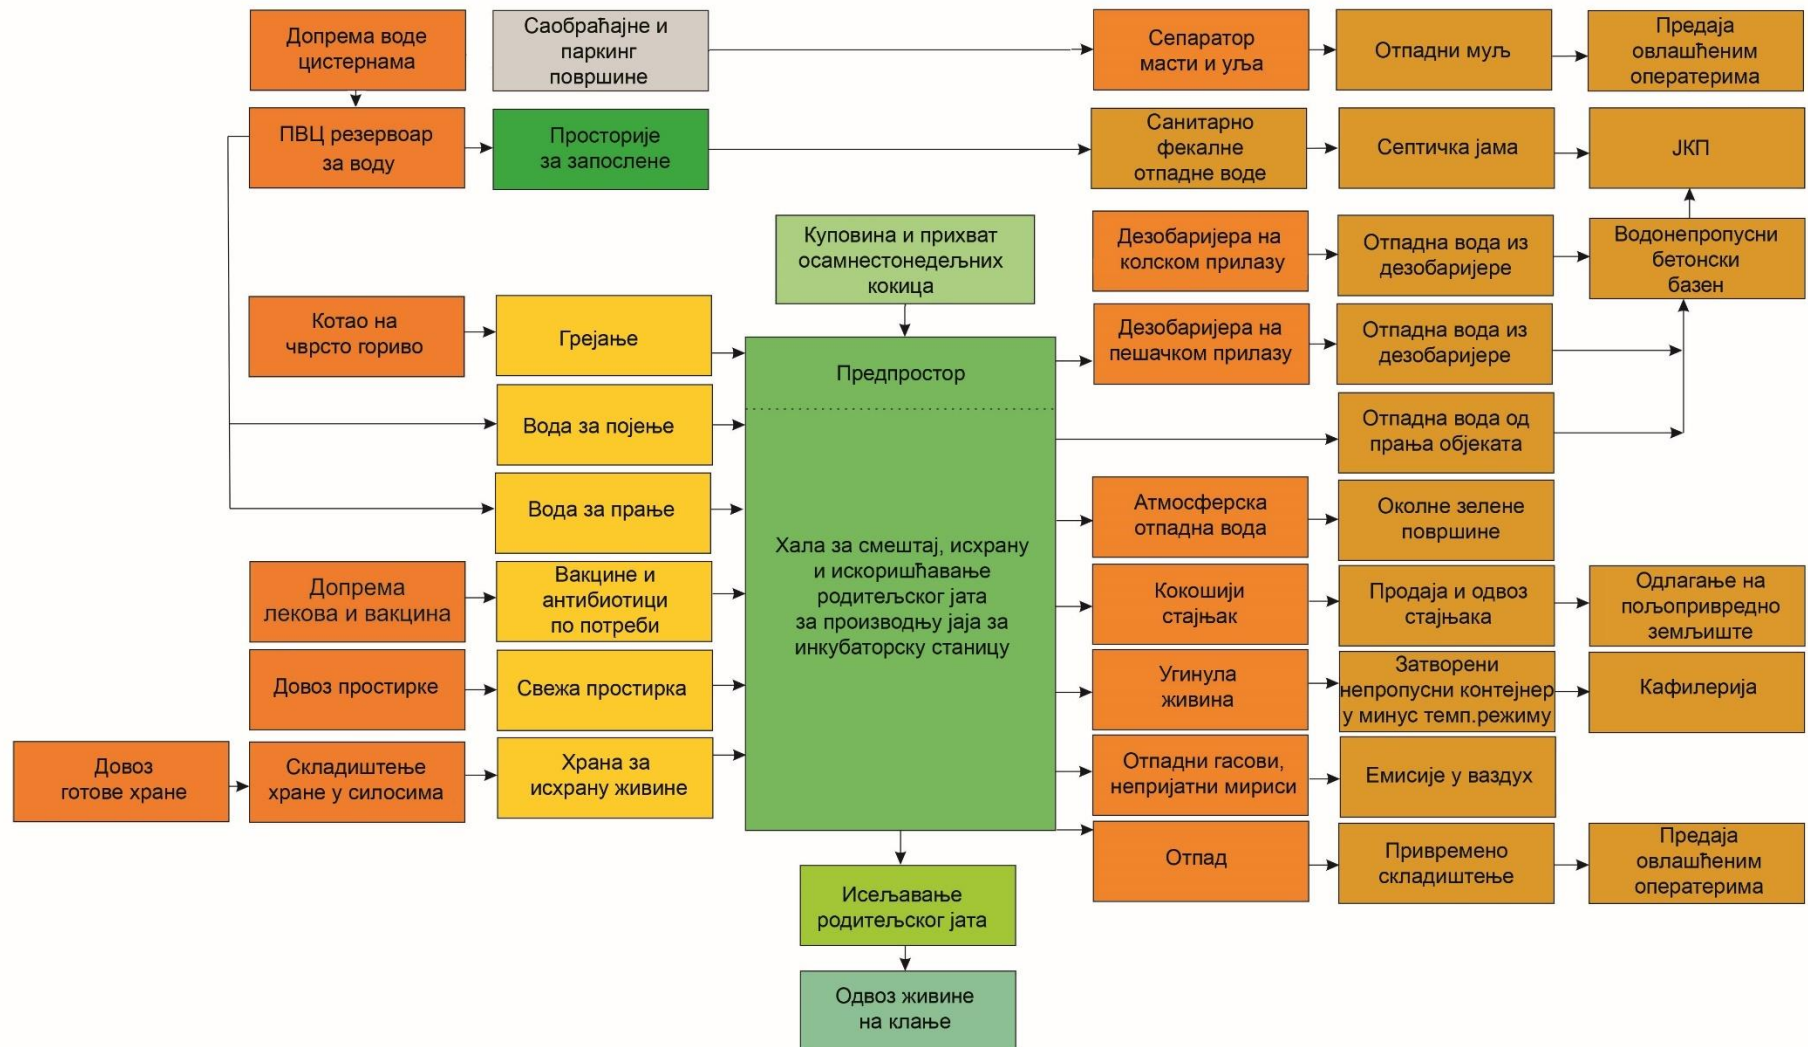 Допрема воде
цистернама
Саобраћајне и
паркинг
површине
Сепаратор
масти и уља
Отпадни муљ
Предаја
овлашћеним
оператерима
ПВЦ резервоар
за воду
Просторије
за запослене
Санитарно
фекалне
отпадне воде
Септичка јама
ЈКП
Куповина и прихват
осамнестонедељних
кокица
Дезобаријера на
колском прилазу
Отпадна вода из
дезобаријере
Водонепропусни
бетонски
базен
Котао на
чврсто гориво
Грејање
Предпростор
Дезобаријера на
пешачком прилазу
Отпадна вода из
дезобаријере
Вода за појење
Отпадна вода од
прања објеката
Вода за прање
Хала за смештај, исхрану
и искоришћавање
родитељског јата
за производњу јаја за
инкубаторску станицу
Атмосферска
отпадна вода
Околне зелене
површине
Допрема
лекова и вакцина
Вакцине и
антибиотици
по потреби
Кокошији
стајњак
Продаја и одвоз
стајњака
Одлагање на
пољопривредно
земљиште
Довоз простирке
Свежа простирка
Угинула
живина
Затворени
непропусни контејнер
у минус темп.режиму
Кафилерија
Довоз
готове хране
Складиштење
хране у силосима
Храна за
исхрану живине
Отпадни гасови,
непријатни мириси
Емисије у ваздух
Отпад
Привремено
складиштење
Предаја
овлашћеним
оператерима
Исељавање
родитељског јата
Одвоз живине
на клање